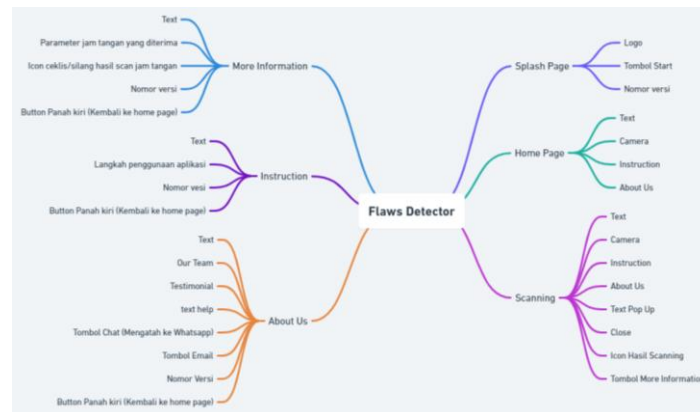 Flaws Detector
Splash Page
Logo
Tombol Start
Nomor versi
Home Page
Text
Camera
Instruction
About Us
Scanning
Text
Camera
Instruction
About Us
Text Pop Up
Close
Icon Hasil Scanning
Tombol More Informatio
More Information
Text
Parameter jam tangan yang diterima
Icon ceklis/silang hasil scan jam tangan
Nomor versi
Button Panah kiri (Kembali ke home page)
Instruction
Text
Langkah penggunaan aplikasi
Nomor vesi
Button Panah kiri (Kembali ke home page)
About Us
Text
Our Team
Testimonial
text help
Tombol Chat (Mengatah ke Whatsapp)
Tombol Email
Nomor Versi
Button Panah kiri (Kembali ke home page)